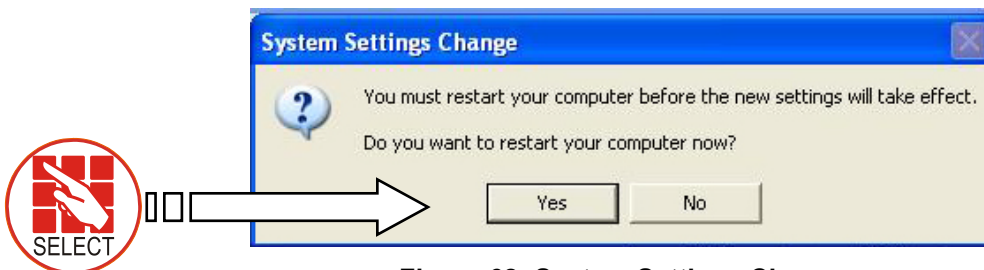 System Settings Change
You must restart your computer before the new settings will take effect.
Do you want to restart your computer now?
Yes No
SELECT